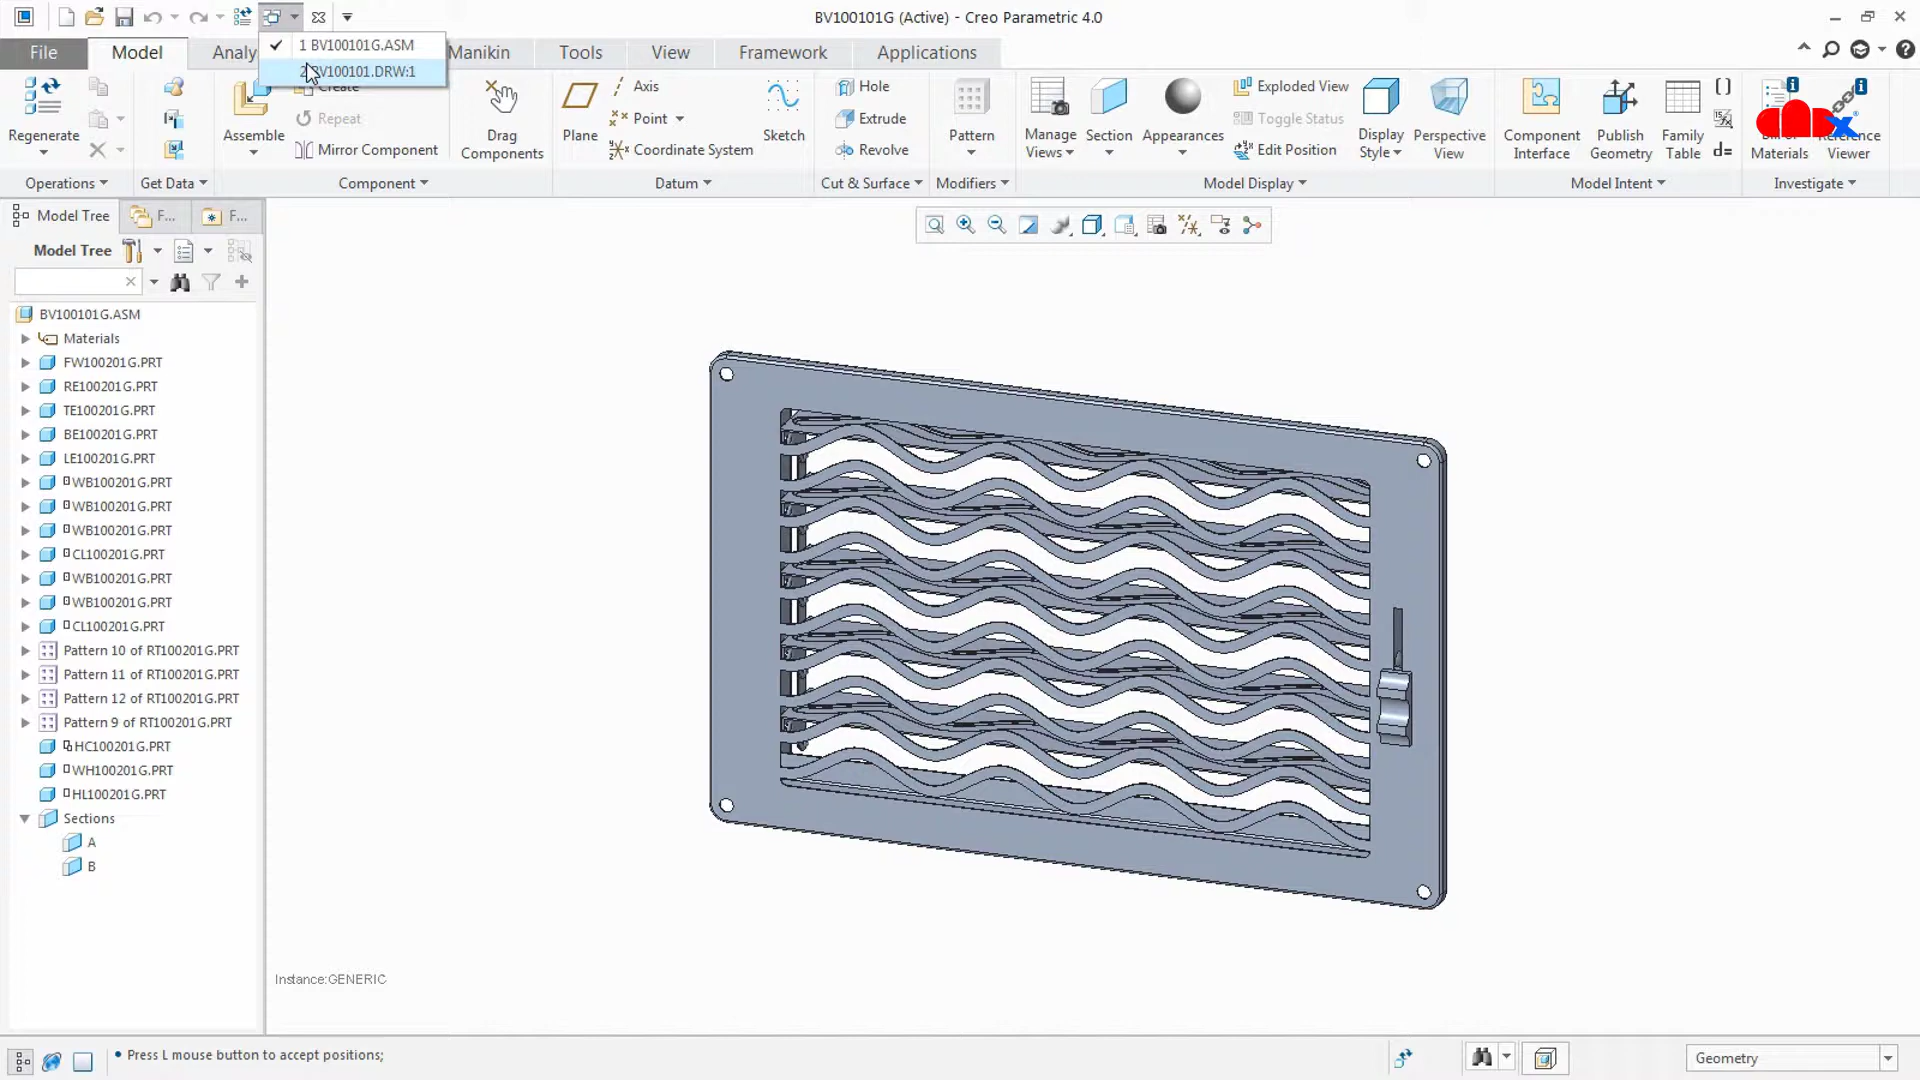 BV100101G (Active) - Creo Parametric 4.0
1 BV100101G.ASM
2 BV100101.DRW:1
File
Model
Manikin
Tools
View
Framework
Applications
Regenerate
Operations
Get Data
Assemble
Create
Repeat
Mirror Component
Component
Drag Components
Plane
Axis
Point
Coordinate System
Sketch
Datum
Hole
Extrude
Revolve
Cut & Surface
Pattern
Modifiers
Manage Views
Section
Appearances
Exploded View
Toggle Status
Edit Position
Display Style
Perspective View
Model Display
Component Interface
Publish Geometry
Family Table
d=
Model Intent
Materials
Viewer
Investigate
Model Tree
F...
F...
Model Tree
BV100101G.ASM
Materials
FW100201G.PRT
RE100201G.PRT
TE100201G.PRT
BE100201G.PRT
LE100201G.PRT
WB100201G.PRT
WB100201G.PRT
WB100201G.PRT
CL100201G.PRT
WB100201G.PRT
WB100201G.PRT
CL100201G.PRT
Pattern 10 of RT100201G.PRT
Pattern 11 of RT100201G.PRT
Pattern 12 of RT100201G.PRT
Pattern 9 of RT100201G.PRT
HC100201G.PRT
WH100201G.PRT
HL100201G.PRT
Sections
A
B
Instance:GENERIC
Press L mouse button to accept positions;
Geometry